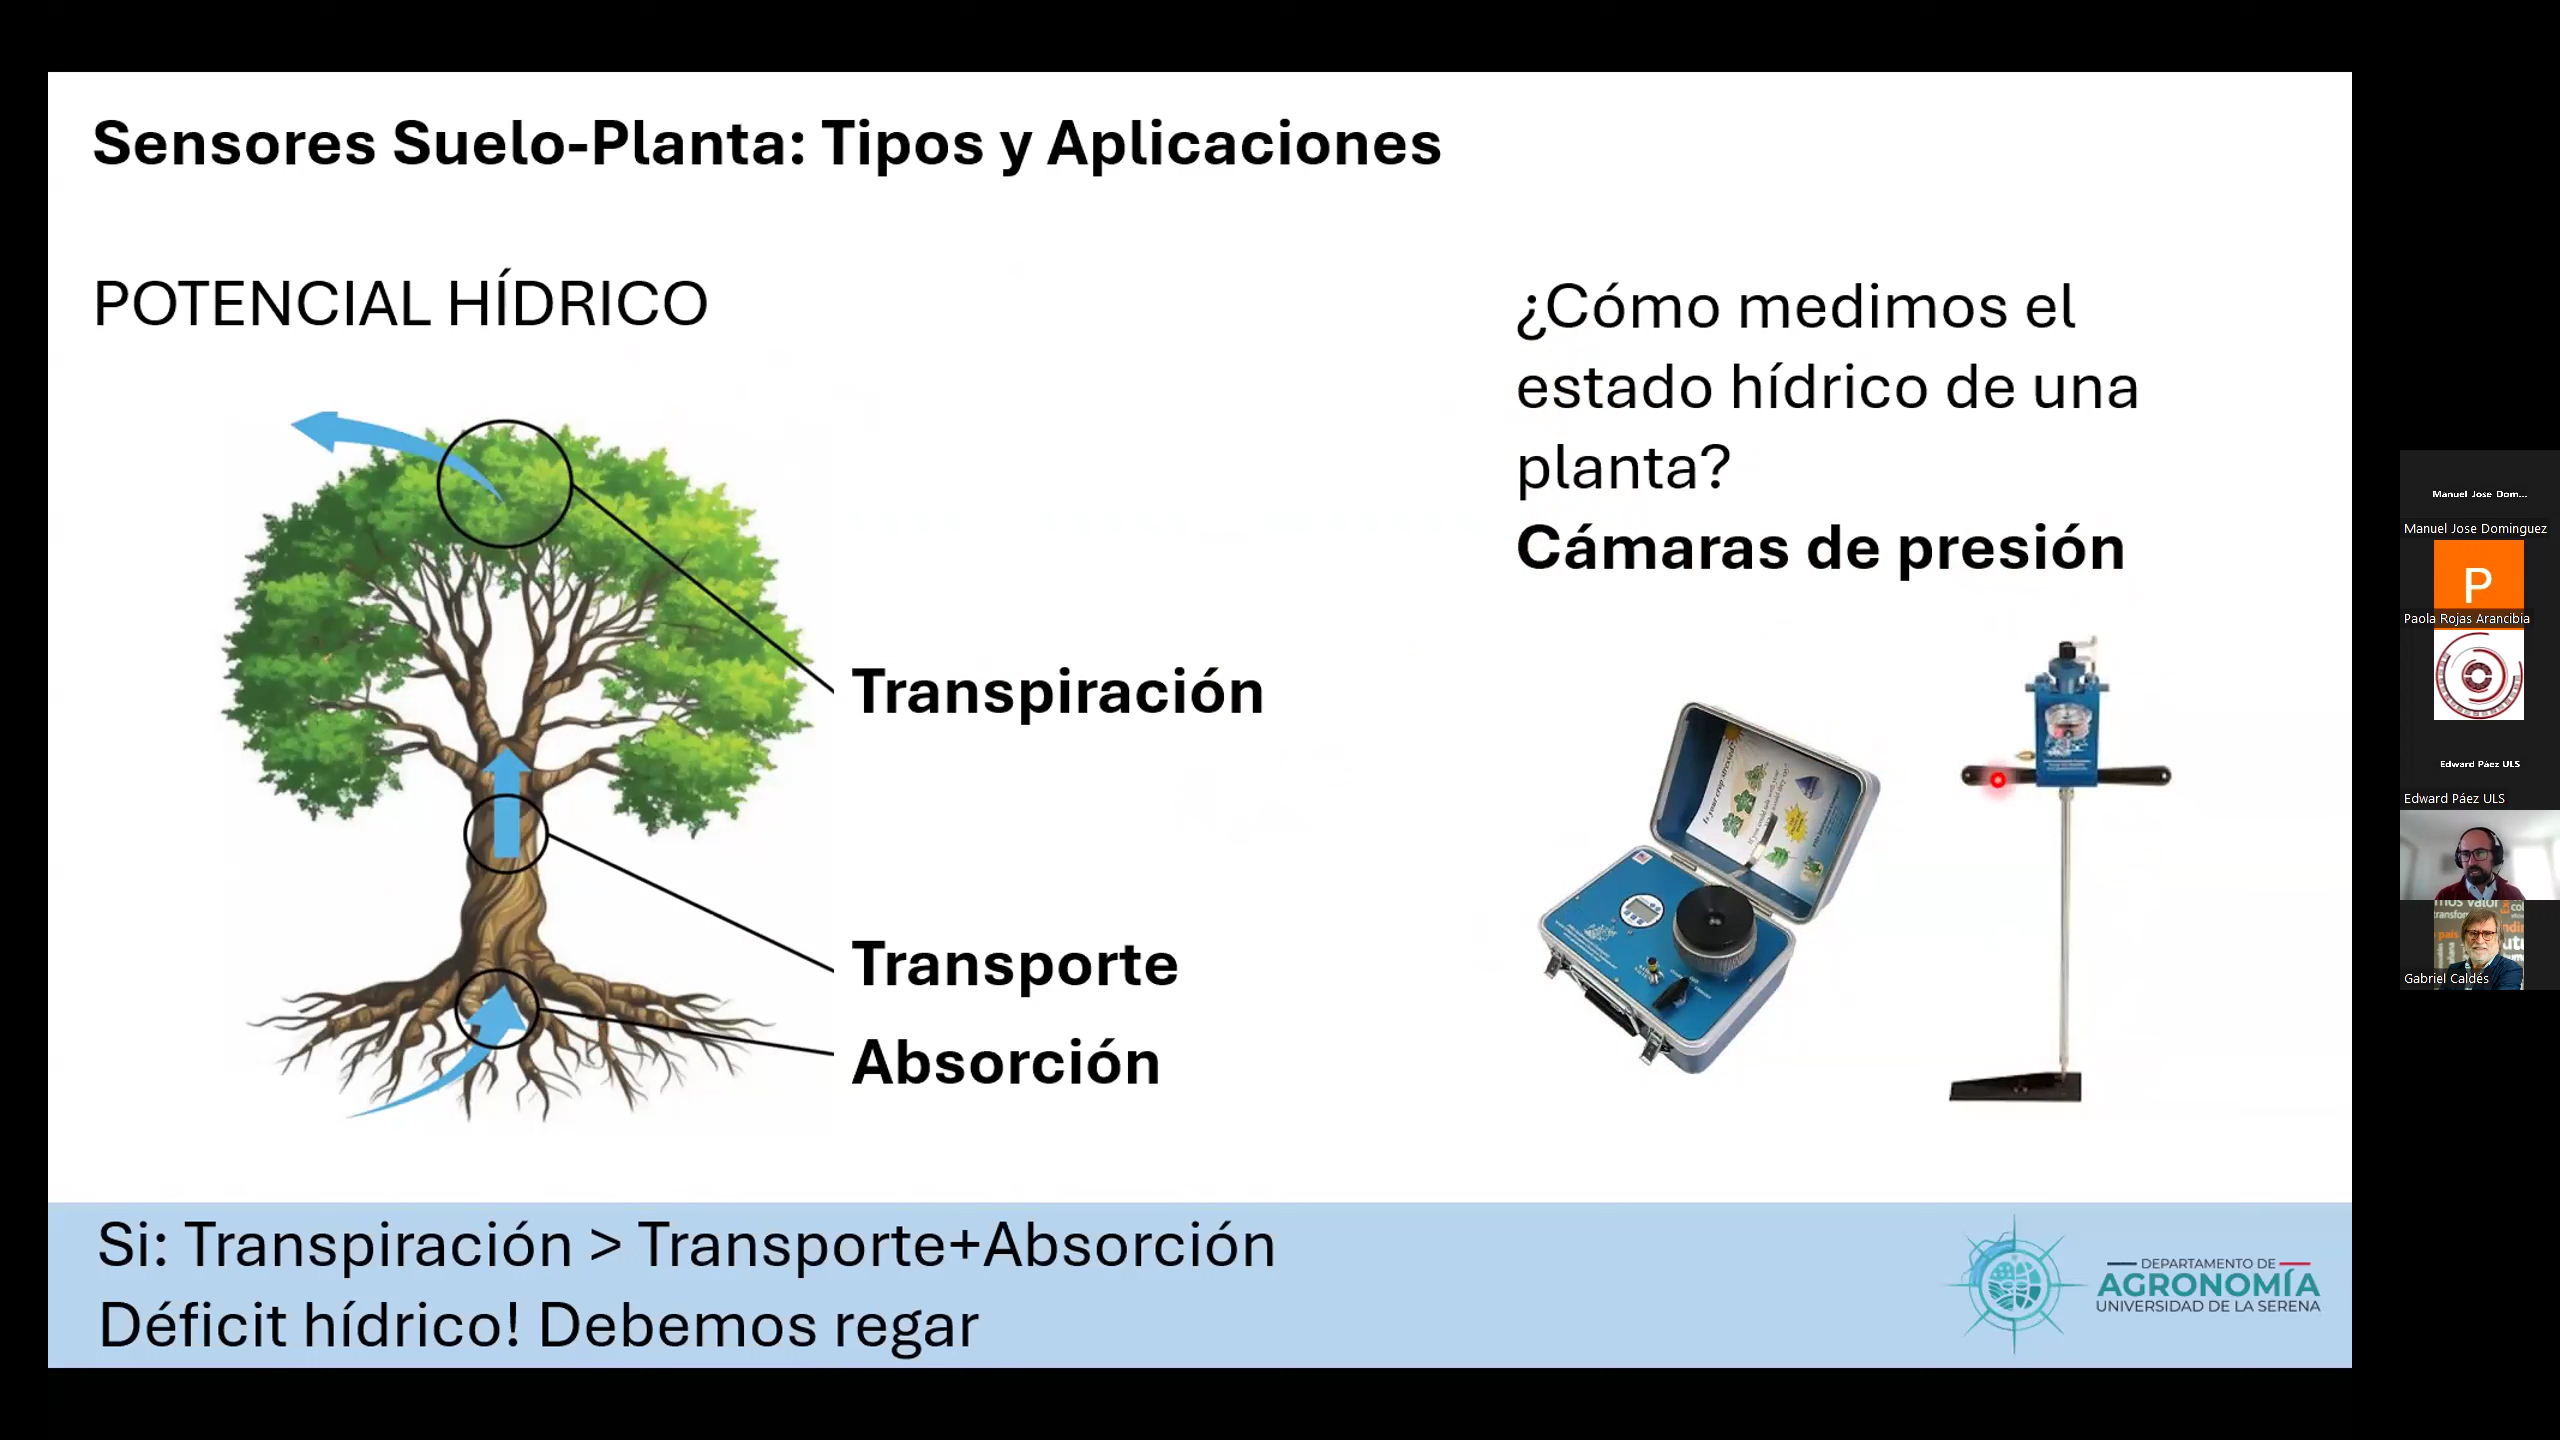 Sensores Suelo-Planta: Tipos y Aplicaciones
POTENCIAL HÍDRICO
Transpiración
Transporte
Absorción
¿Cómo medimos el
estado hídrico de una
planta?
Cámaras de presión
Si: Transpiración > Transporte+Absorción
Déficit hídrico! Debemos regar
DEPARTAMENTO DE
AGRONOMÍA
UNIVERSIDAD DE LA SERENA
Manuel Jose Dom...
Manuel Jose Dominguez
P
Paola Rojas Arancibia
Edward Páez ULS
Edward Páez ULS
Gabriel Caldés